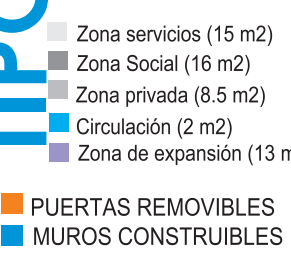 Zona servicios (15 m2)
Zona Social (16 m2)
Zona privada (8.5 m2)
Circulación (2 m2)
Zona de expansión (13 m
PUERTAS REMOVIBLES
MUROS CONSTRUIBLES